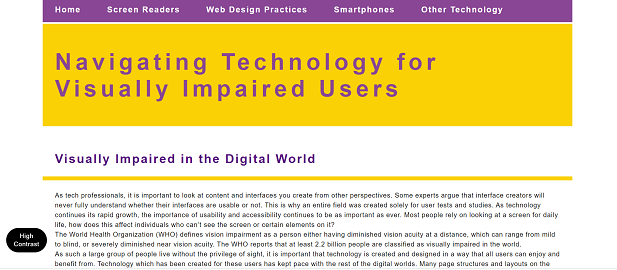 Home Screen Readers Web Design Practices Smartphones Other Technology
Navigating Technology for
Visually Impaired Users
Visually Impaired in the Digital World
As tech professionals, it is important to look at content and interfaces you create from other perspectives. Some experts argue that interface creators will
never fully understand whether their interfaces are usable or not. This is why an entire field was created solely for user tests and studies. As technology
continues its rapid growth, the importance of usability and accessibility continues to be as important as ever. Most people rely on looking at a screen for daily
life, how does this affect individuals who can't see the screen or certain elements on it?
The World Health Organization (WHO) defines vision impairment as a person either having diminished vision acuity at a distance, which can range from mild
to blind, or severely diminished near vision acuity. The WHO reports that at least 2.2 billion people are classified as visually impaired in the world.
As such a large group of people live without the privilege of sight, it is important that technology is created and designed in a way that all users can enjoy and
benefit from. Technology which has been created for these users has kept pace with the rest of the digital worlds. Many page structures and layouts on the
High
Contrast